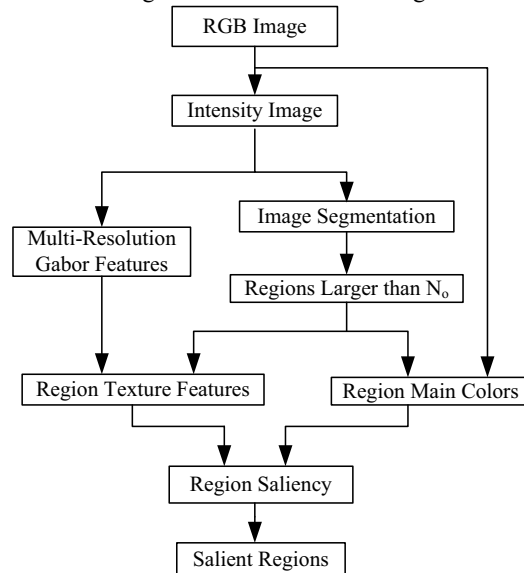 RGB Image
Intensity Image
Image Segmentation
Multi-Resolution
Gabor Features
Regions Larger than Nₒ
Region Texture Features
Region Main Colors
Region Saliency
Salient Regions